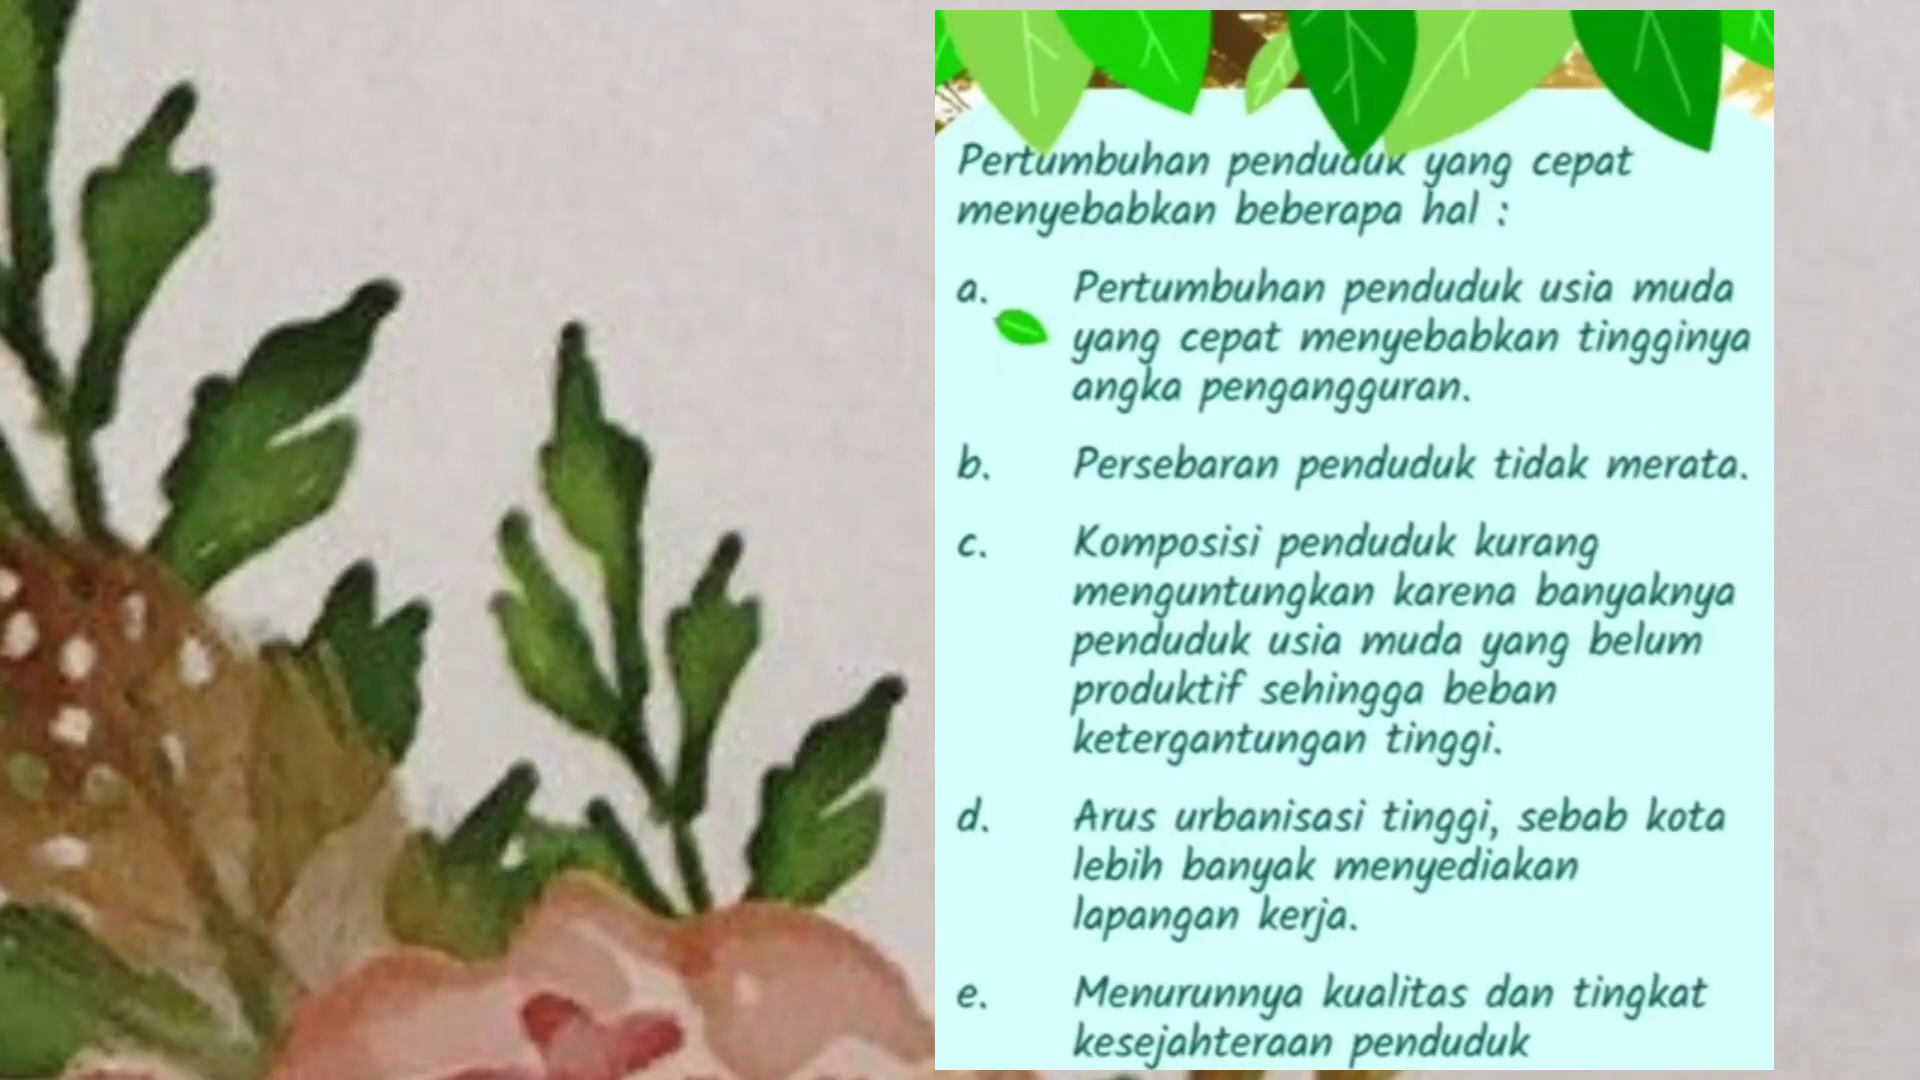 Pertumbuhan penduduk yang cepat
menyebabkan beberapa hal :
a. Pertumbuhan penduduk usia muda
yang cepat menyebabkan tingginya
angka pengangguran.
b. Persebaran penduduk tidak merata.
c. Komposisi penduduk kurang
menguntungkan karena banyaknya
penduduk usia muda yang belum
produktif sehingga beban
ketergantungan tinggi.
d. Arus urbanisasi tinggi, sebab kota
lebih banyak menyediakan
lapangan kerja.
e. Menurunnya kualitas dan tingkat
kesejahteraan penduduk